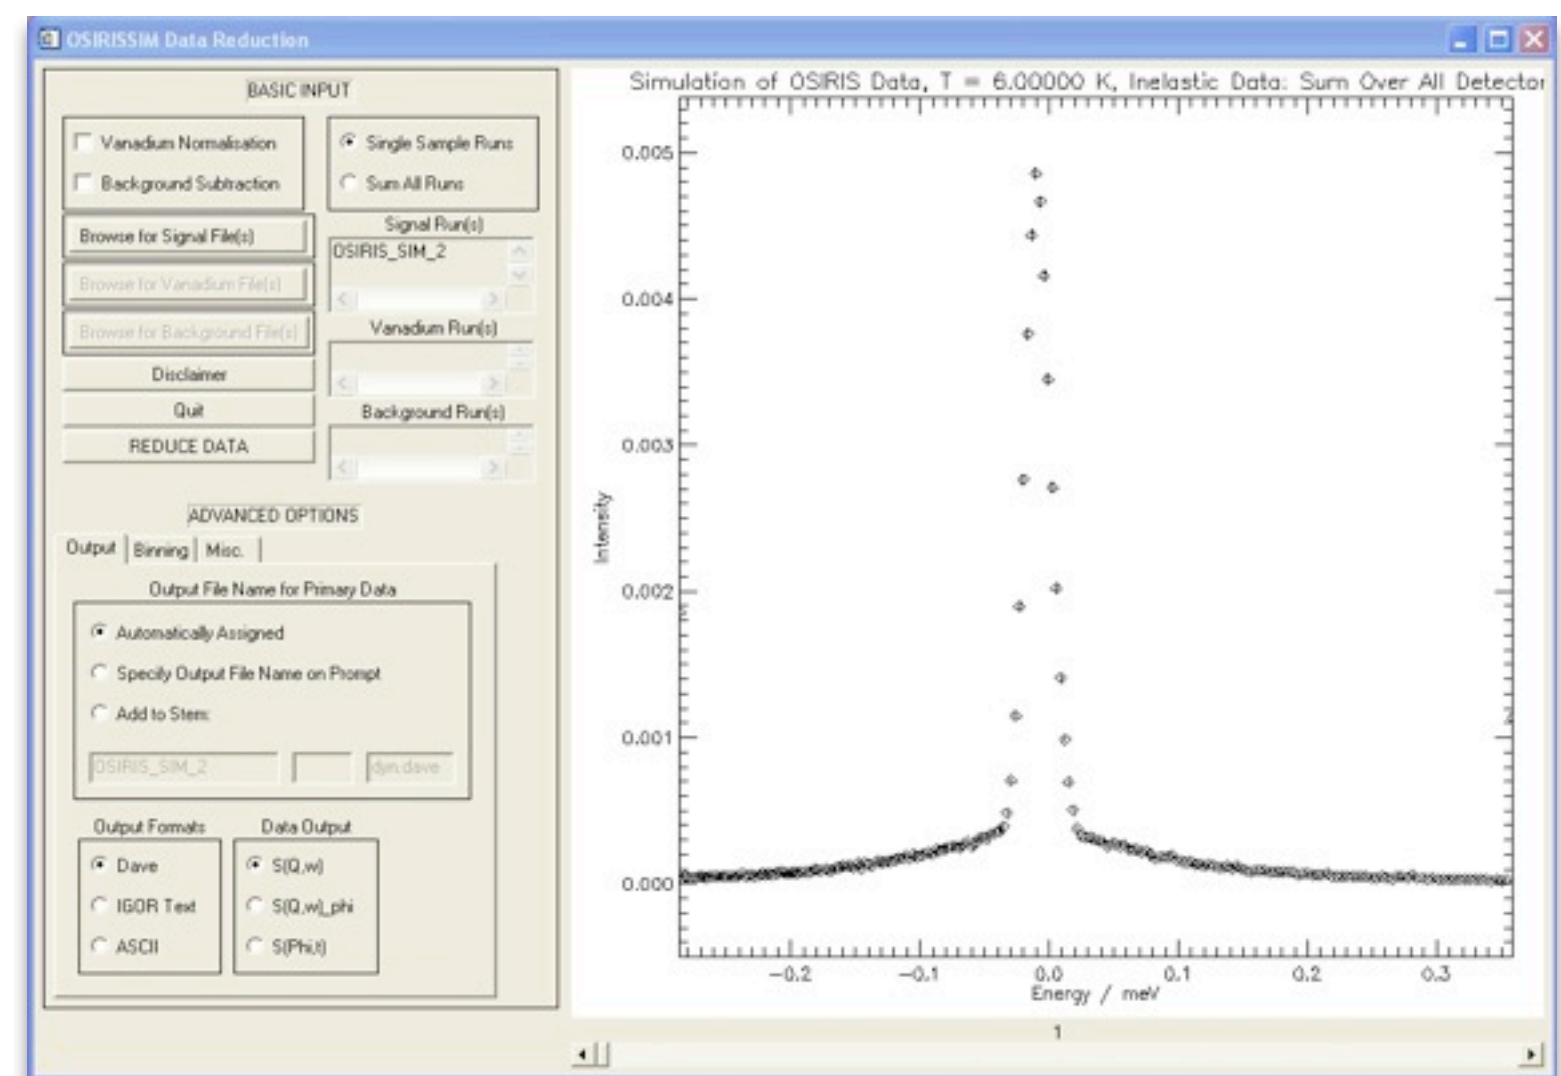 OSIRISSIM Data Reduction
BASIC INPUT
Vanadium Normalisation
Background Subtraction
Single Sample Runs
Sum All Runs
Browse for Signal File(s)
Browse for Vanadium File(s)
Browse for Background File(s)
Disclaimer
Quit
REDUCE DATA
Signal Run(s)
OSIRIS_SIM_2
Vanadium Run(s)
Background Run(s)
ADVANCED OPTIONS
Output Binning Misc.
Output File Name for Primary Data
Automatically Assigned
Specify Output File Name on Prompt
Add to Stem:
OSIRIS_SIM_2 dyn.dave
Output Formats
Dave
IGOR Text
ASCII
Data Output
S(Q,w)
S(Q,w)_phi
S(Phi,t)
Simulation of OSIRIS Data, T = 6.00000 K, Inelastic Data: Sum Over All Detector
0.005
0.004
0.003
0.002
0.001
0.000
Intensity
-0.2 -0.1 0.0 0.1 0.2 0.3
Energy / meV
1